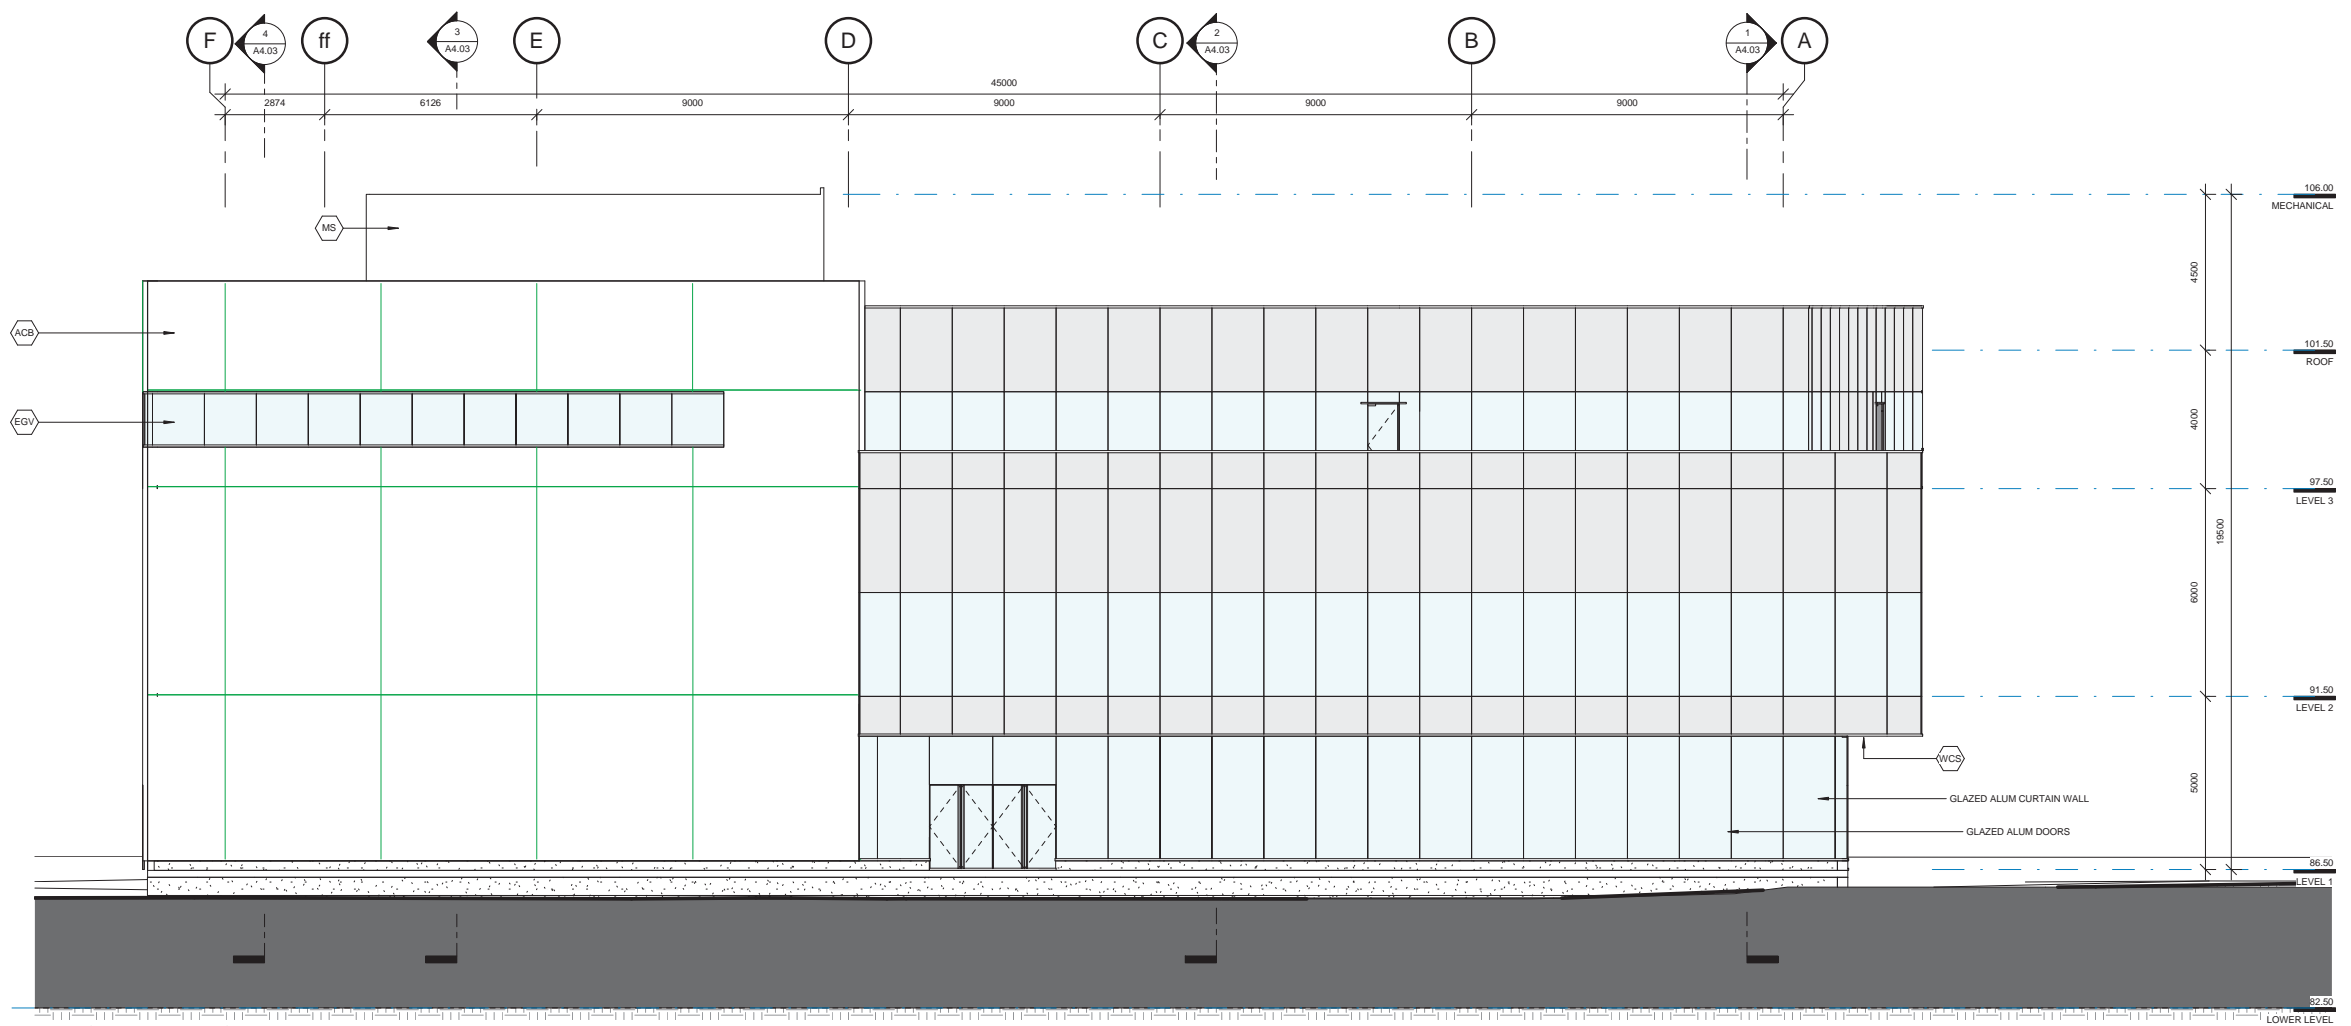 F
4
A4.03
ff
3
A4.03
E
D
C
2
A4.03
B
1
A4.03
A
45000
2874
6126
9000
9000
9000
9000
106.00
MECHANICAL
MS
4500
ACB
101.50
ROOF
EGV
4000
97.50
LEVEL 3
19500
6000
91.50
LEVEL 2
WCS
5000
GLAZED ALUM CURTAIN WALL
GLAZED ALUM DOORS
86.50
LEVEL 1
82.50
LOWER LEVEL